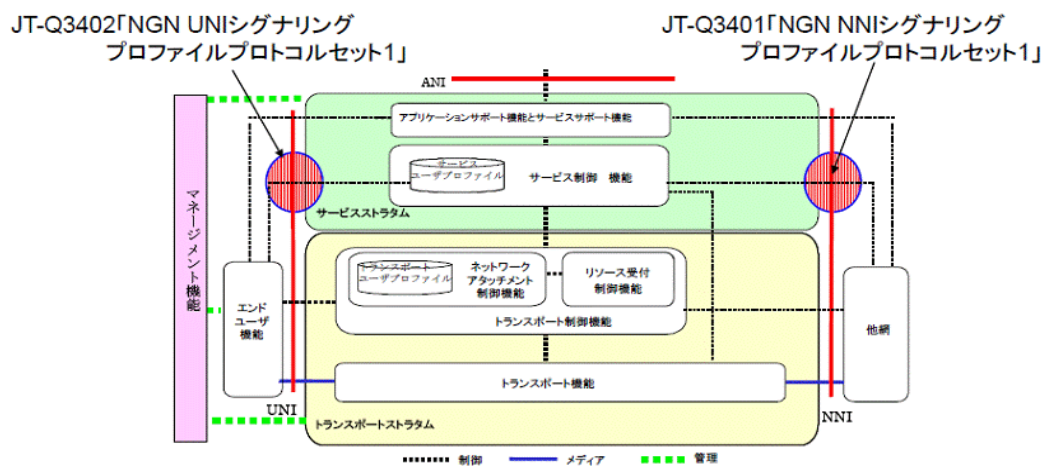 JT-Q3402「NGN UNIシグナリング
プロファイルプロトコルセット1」
JT-Q3401「NGN NNIシグナリング
プロファイルプロトコルセット1」
ANI
アプリケーションサポート機能とサービスサポート機能
サービス
ユーザプロファイル
サービス制御 機能
サービスストラタム
マネージメント機能
トランスポート
ユーザプロファイル
ネットワーク
アタッチメント
制御機能
リソース受付
制御機能
トランスポート制御機能
エンド
ユーザ
機能
他網
トランスポート機能
UNI
NNI
トランスポートストラタム
制御
メディア
管理